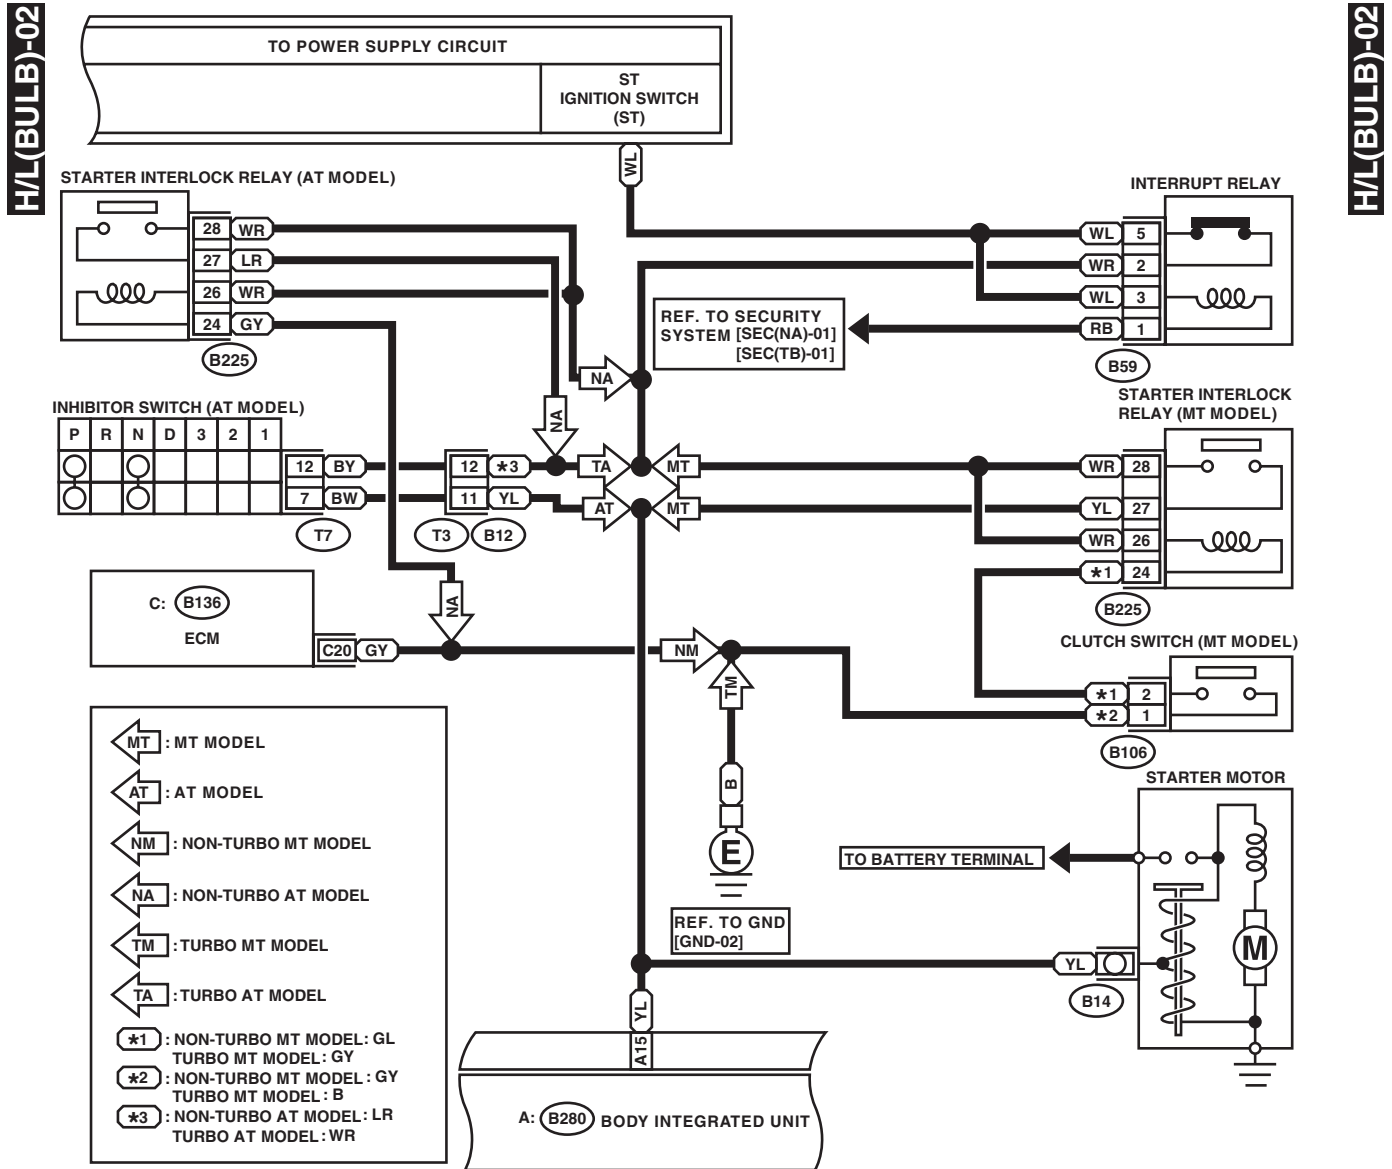 H/L(BULB)-02
H/L(BULB)-02
TO POWER SUPPLY CIRCUIT
ST
IGNITION SWITCH
(ST)
WL
STARTER INTERLOCK RELAY (AT MODEL)
28 WR
27 LR
26 WR
24 GY
B225
INTERRUPT RELAY
WL 5
WR 2
WL 3
RB 1
B59
REF. TO SECURITY
SYSTEM [SEC(NA)-01]
[SEC(TB)-01]
NA
NA
INHIBITOR SWITCH (AT MODEL)
P R N D 3 2 1
12 BY
7 BW
T7
12 *3
11 YL
T3 B12
TA MT
AT MT
STARTER INTERLOCK
RELAY (MT MODEL)
WR 28
YL 27
WR 26
*1 24
B225
C: B136
ECM
C20 GY
NA
NM
TM
B
E
REF. TO GND
[GND-02]
CLUTCH SWITCH (MT MODEL)
*1 2
*2 1
B106
STARTER MOTOR
TO BATTERY TERMINAL
M
YL
B14
MT : MT MODEL
AT : AT MODEL
NM : NON-TURBO MT MODEL
NA : NON-TURBO AT MODEL
TM : TURBO MT MODEL
TA : TURBO AT MODEL
*1 : NON-TURBO MT MODEL: GL
TURBO MT MODEL: GY
*2 : NON-TURBO MT MODEL: GY
TURBO MT MODEL: B
*3 : NON-TURBO AT MODEL: LR
TURBO AT MODEL: WR
YL
A15
A: B280 BODY INTEGRATED UNIT